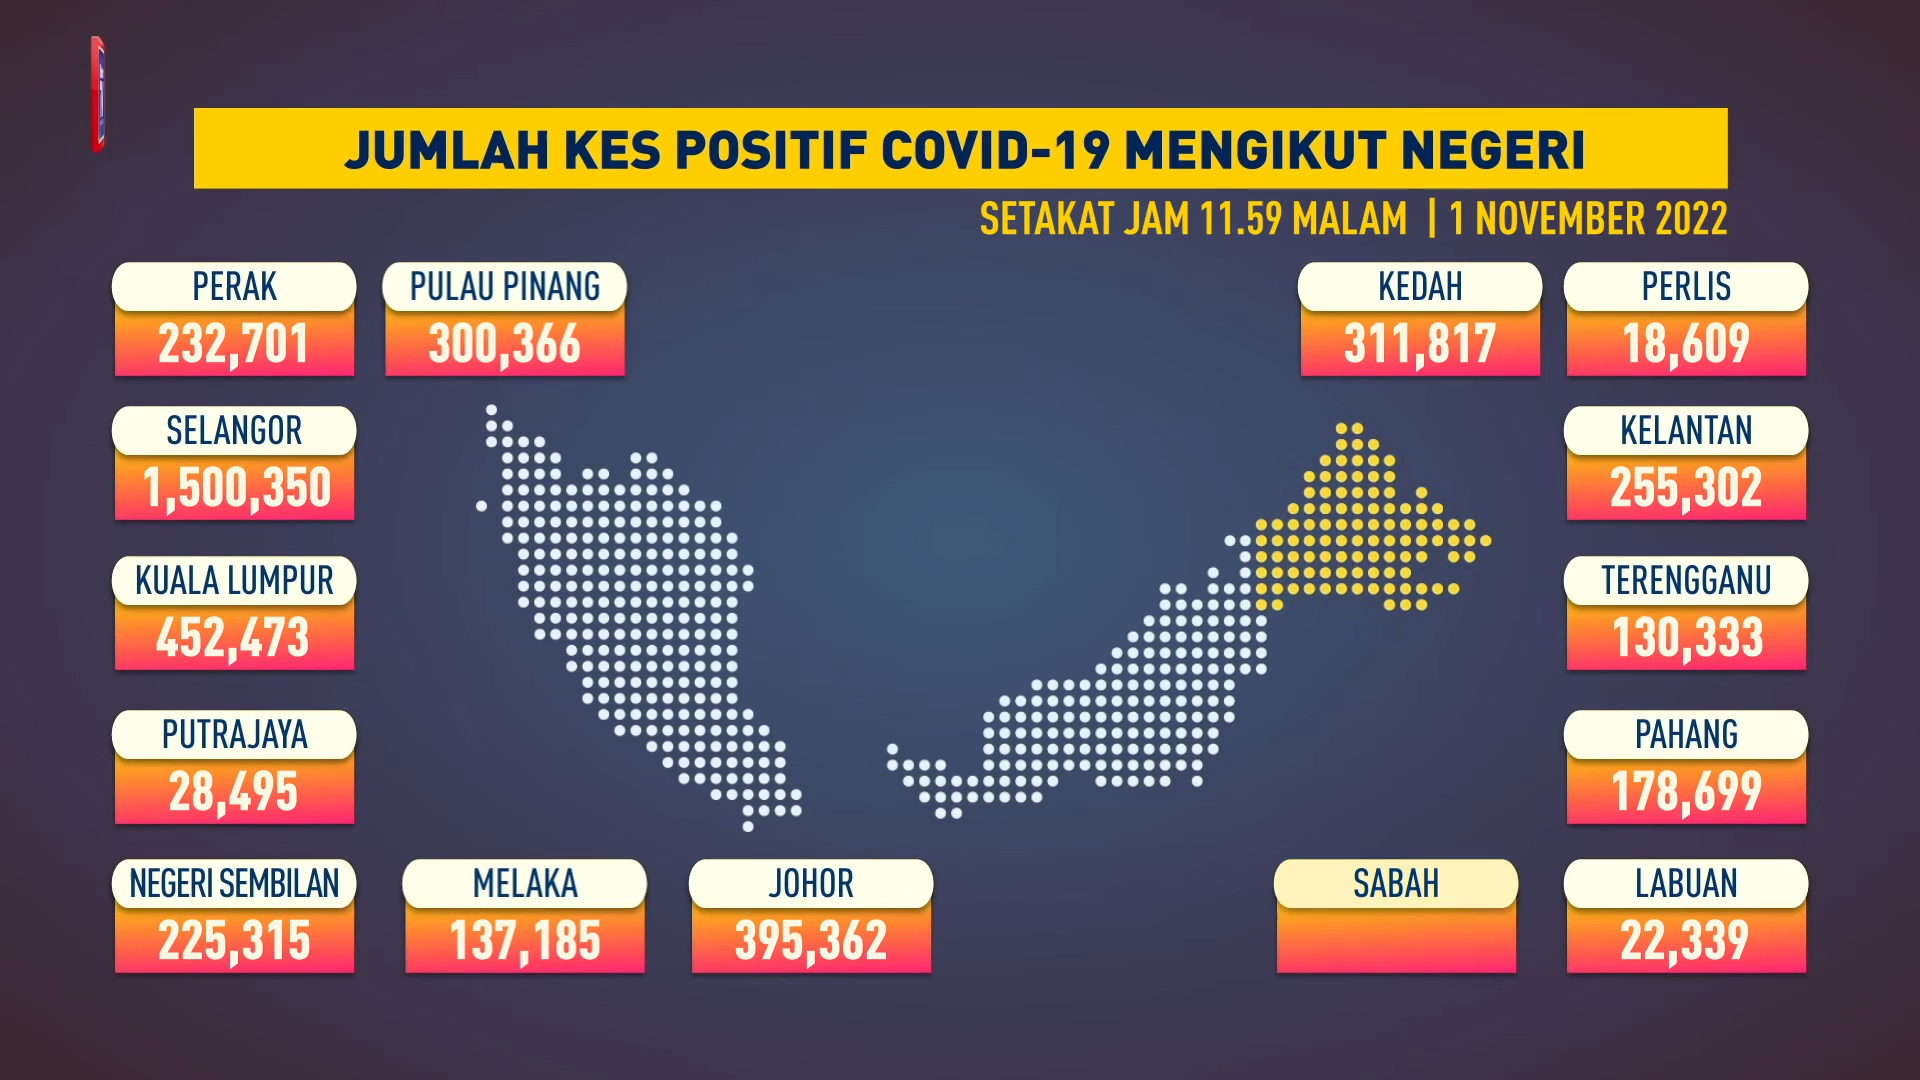 JUMLAH KES POSITIF COVID-19 MENGIKUT NEGERI
SETAKAT JAM 11.59 MALAM | 1 NOVEMBER 2022
PERAK
232,701
PULAU PINANG
300,366
KEDAH
311,817
PERLIS
18,609
SELANGOR
1,500,350
KELANTAN
255,302
KUALA LUMPUR
452,473
TERENGGANU
130,333
PUTRAJAYA
28,495
PAHANG
178,699
NEGERI SEMBILAN
225,315
MELAKA
137,185
JOHOR
395,362
SABAH
LABUAN
22,339